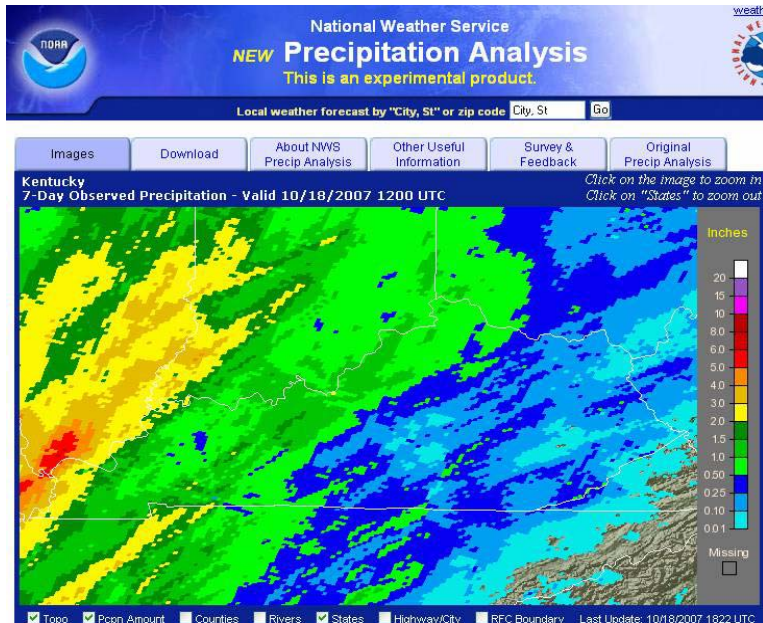 weath
NOAA
National Weather Service
NEW Precipitation Analysis
This is an experimental product.
NATIONAL WE
Local weather forecast by "City, St" or zip code City, St Go
Images
Download
About NWS
Precip Analysis
Other Useful
Information
Survey &
Feedback
Original
Precip Analysis
Kentucky
7-Day Observed Precipitation - Valid 10/18/2007 1200 UTC
Click on the image to zoom in
Click on "States" to zoom out
Inches
20
15
10
8.0
6.0
5.0
4.0
3.0
2.0
1.5
1.0
0.50
0.25
0.10
0.01
Missing
Topo Pcpn Amount Counties Rivers States Highway/City RFC Boundary Last Update: 10/18/2007 1822 UTC